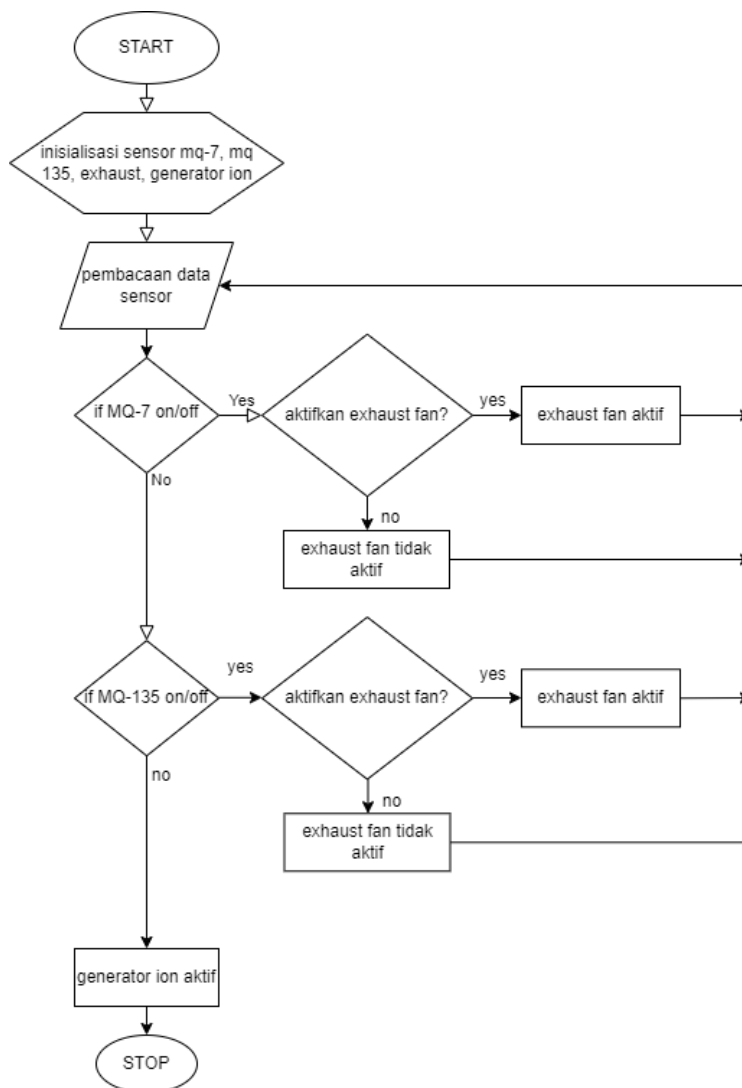 START
inisialisasi sensor mq-7, mq
135, exhaust, generator ion
pembacaan data
sensor
if MQ-7 on/off
Yes
aktifkan exhaust fan?
yes
exhaust fan aktif
No
no
exhaust fan tidak
aktif
if MQ-135 on/off
yes
aktifkan exhaust fan?
yes
exhaust fan aktif
no
no
exhaust fan tidak
aktif
generator ion aktif
STOP